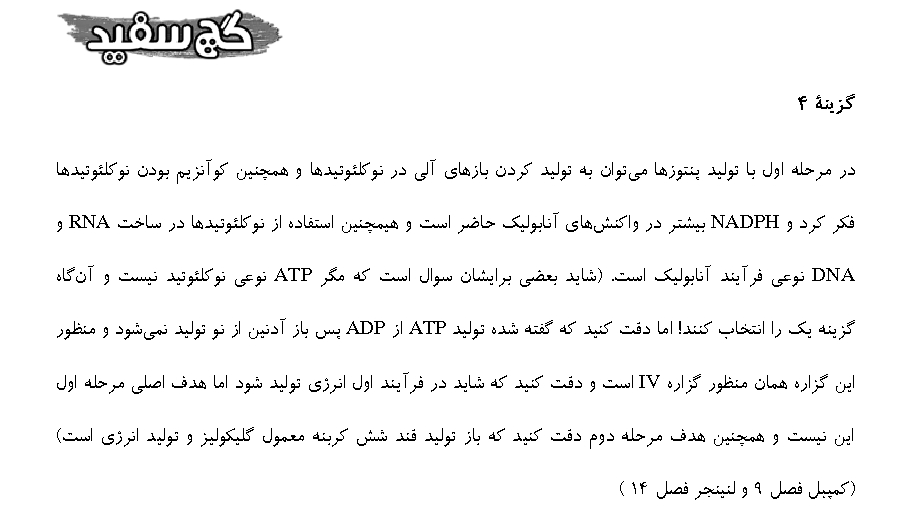 گچ سفید
گزینهٔ ۴
در مرحله اول با تولید پنتوزها می‌توان به تولید کردن بازهای آلی در نوکلئوتیدها و همچنین کوآنزیم بودن نوکلئوتیدها
فکر کرد و NADPH بیشتر در واکنش‌های آنابولیک حاضر است و هیمچنین استفاده از نوکلئوتیدها در ساخت RNA و
DNA نوعی فرآیند آنابولیک است. (شاید بعضی برایشان سوال است که مگر ATP نوعی نوکلئوتید نیست و آن‌گاه
گزینه یک را انتخاب کنند! اما دقت کنید که گفته شده تولید ATP از ADP پس باز آدنین از نو تولید نمی‌شود و منظور
این گزاره همان منظور گزاره IV است و دقت کنید که شاید در فرآیند اول انرژی تولید شود اما هدف اصلی مرحله اول
این نیست و همچنین هدف مرحله دوم دقت کنید که باز تولید قند شش کربنه معمول گلیکولیز و تولید انرژی است)
(کمپبل فصل ۹ و لنینجر فصل ۱۴ )